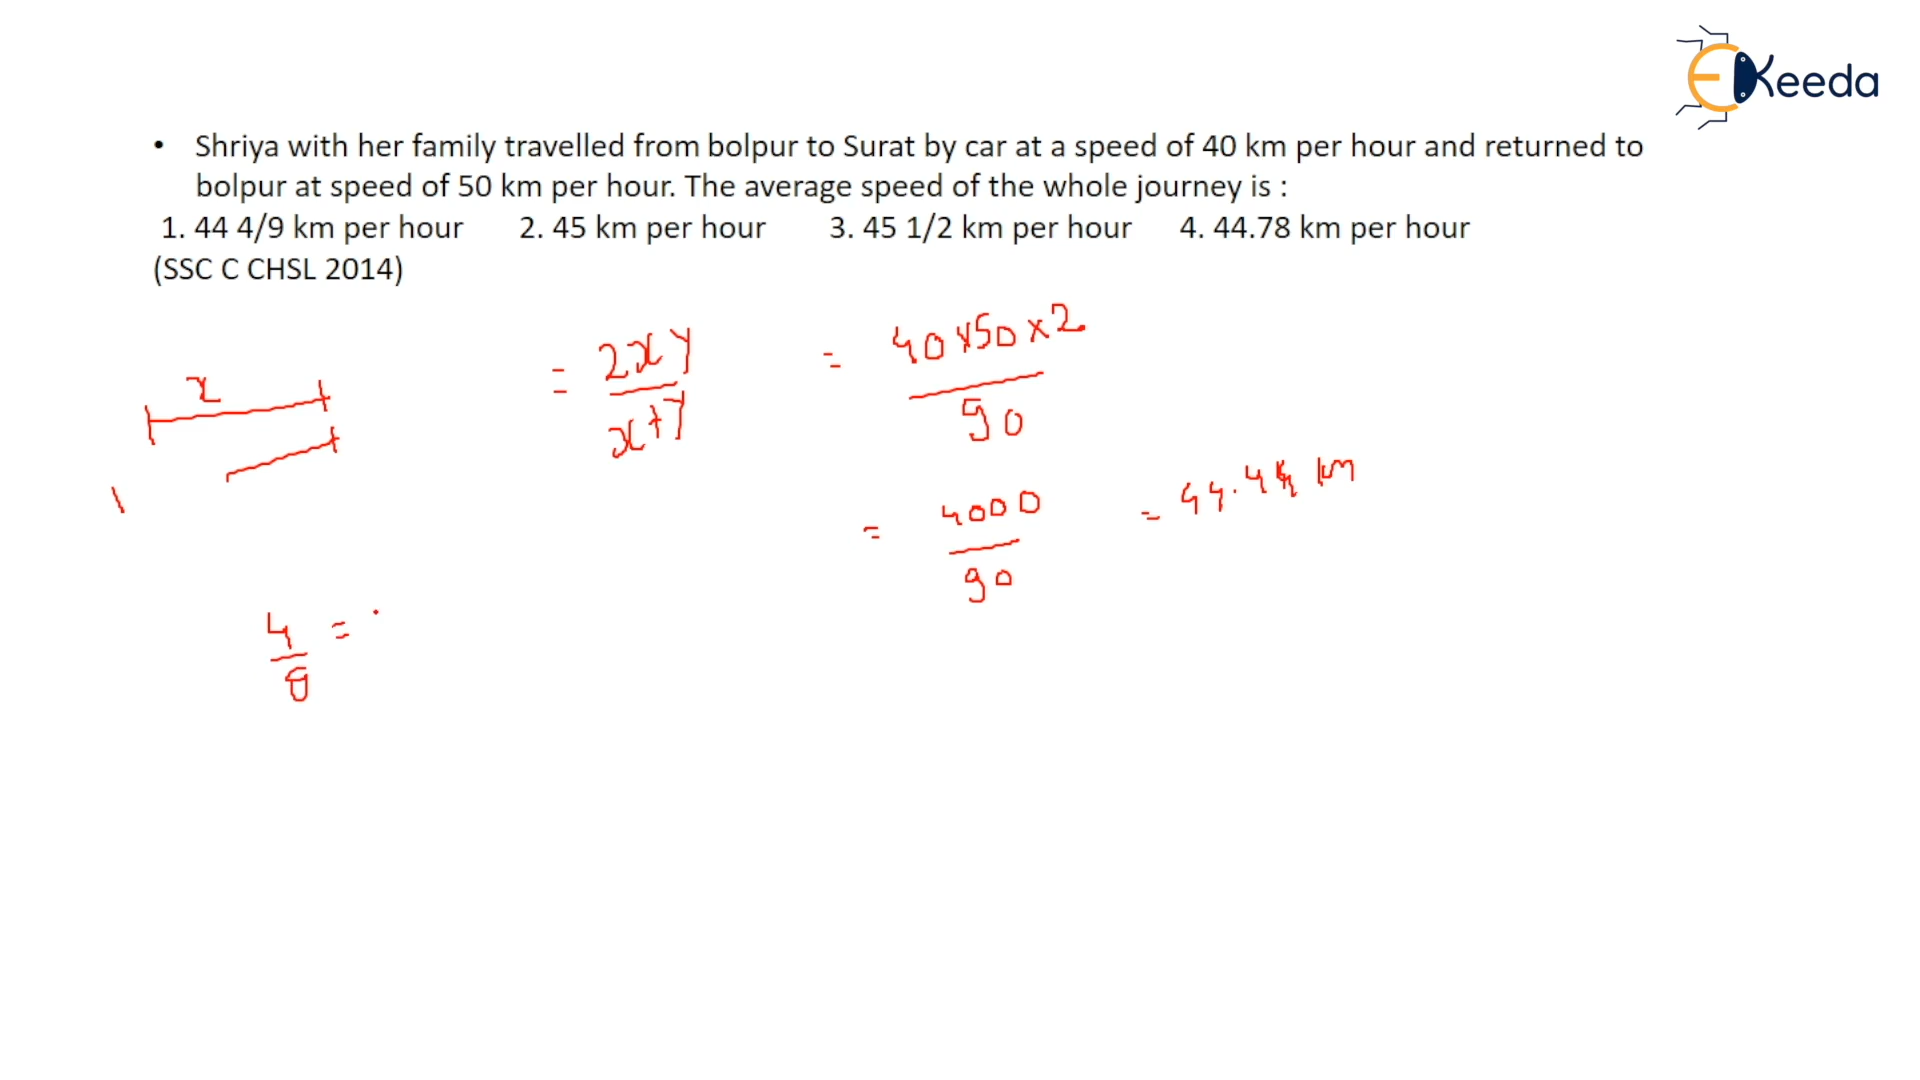 EKeeda
• Shriya with her family travelled from bolpur to Surat by car at a speed of 40 km per hour and returned to
bolpur at speed of 50 km per hour. The average speed of the whole journey is :
1. 44 4/9 km per hour 2. 45 km per hour 3. 45 1/2 km per hour 4. 44.78 km per hour
(SSC C CHSL 2014)
x
= 2xy / x+y = 40×50×2 / 90
= 4000 / 90 = 44.44 km
4 / 9 = .